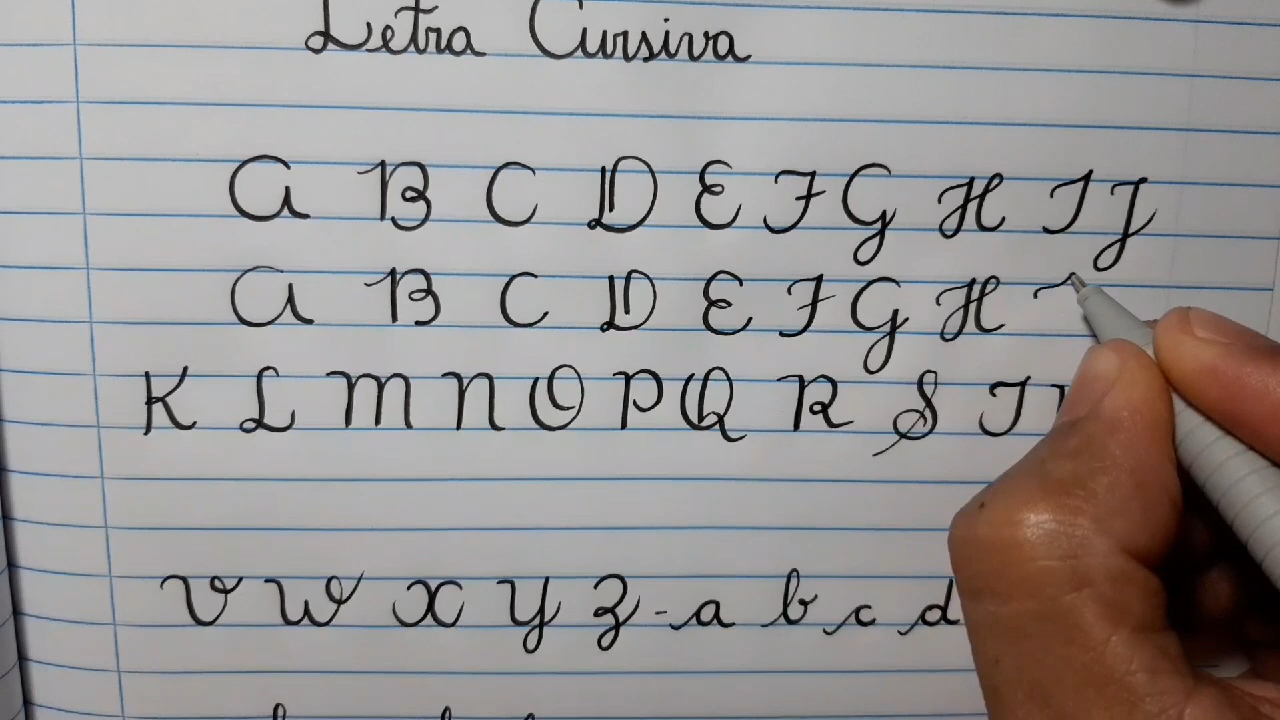 Letra Cursiva
A B C D E F G H I J
A B C D E F G H
K L M N O P Q R S T
V W X Y Z - a b c d